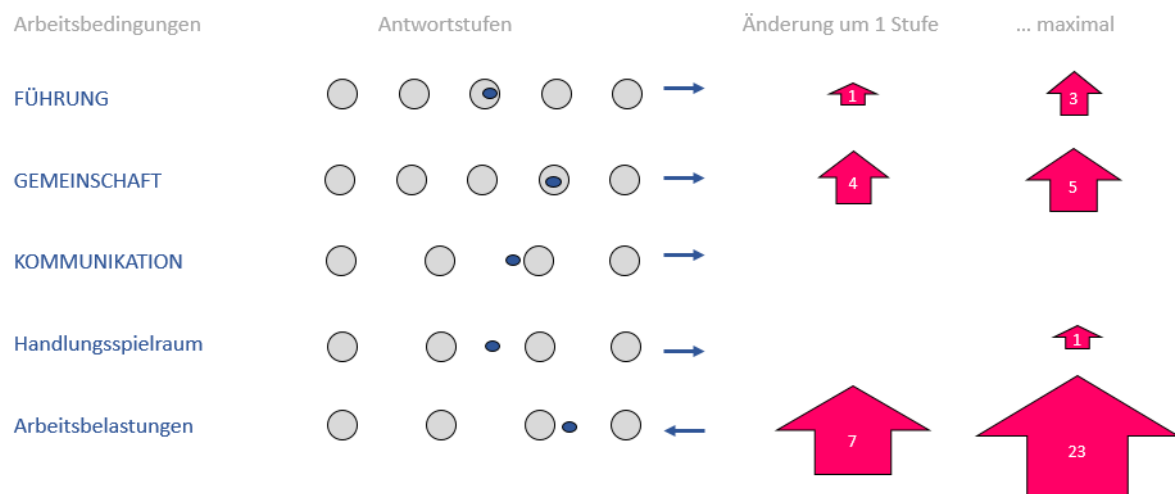 Arbeitsbedingungen Antwortstufen Änderung um 1 Stufe ... maximal
FÜHRUNG 1 3
GEMEINSCHAFT 4 5
KOMMUNIKATION
Handlungsspielraum 1
Arbeitsbelastungen 7 23